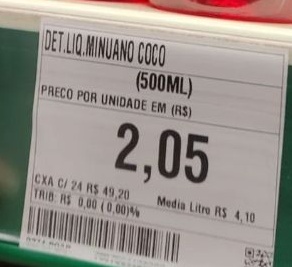 DET.LIQ.MINUANO COCO
(500ML)
PRECO POR UNIDADE EM (R$)
2,05
CXA C/ 24 R$ 49,20 Media Litro R$ 4,10
TRIB: R$ 0,00 (0,00)%